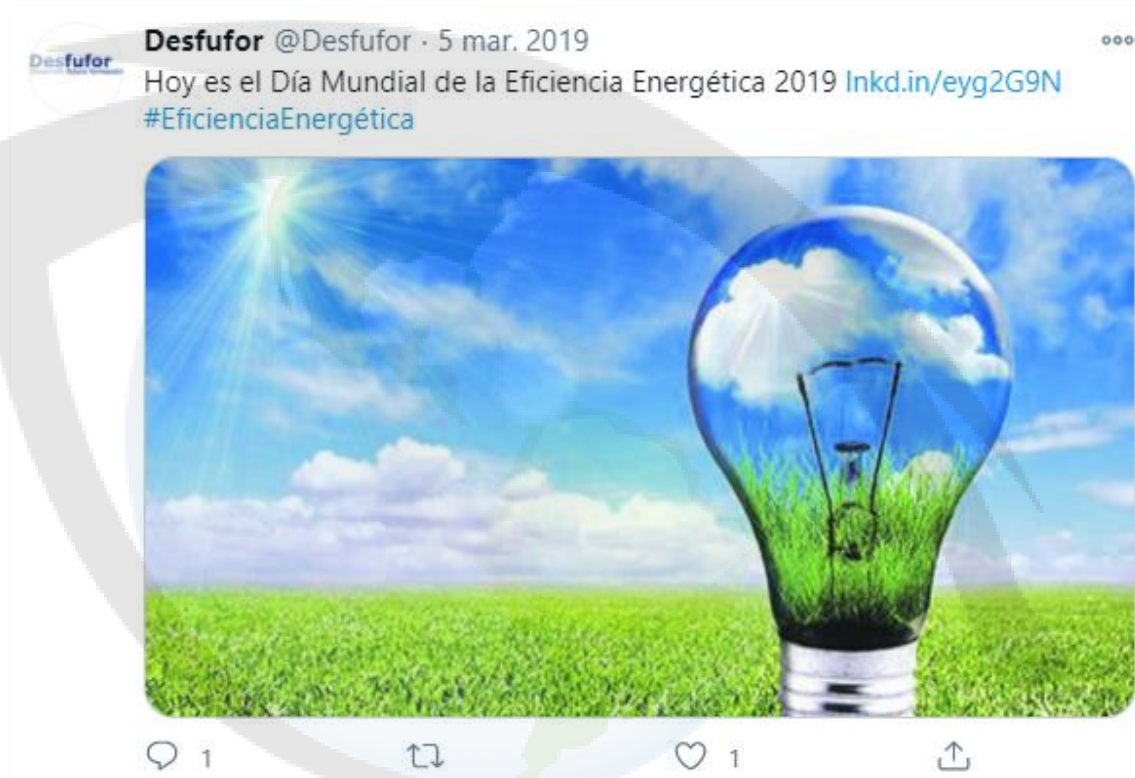 Desfufor @Desfufor · 5 mar. 2019
Desfufor
Hoy es el Día Mundial de la Eficiencia Energética 2019 lnkd.in/eyg2G9N
#EficienciaEnergética
1
1